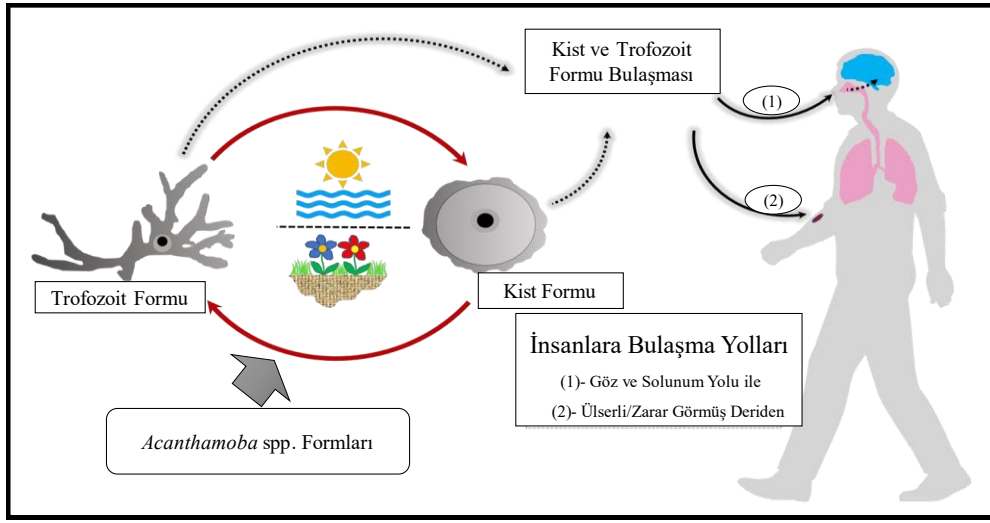 Kist ve Trofozoit
Formu Bulaşması
(1)
(2)
Trofozoit Formu
Kist Formu
İnsanlara Bulaşma Yolları
(1)- Göz ve Solunum Yolu ile
(2)- Ülserli/Zarar Görmüş Deriden
Acanthamoba spp. Formları